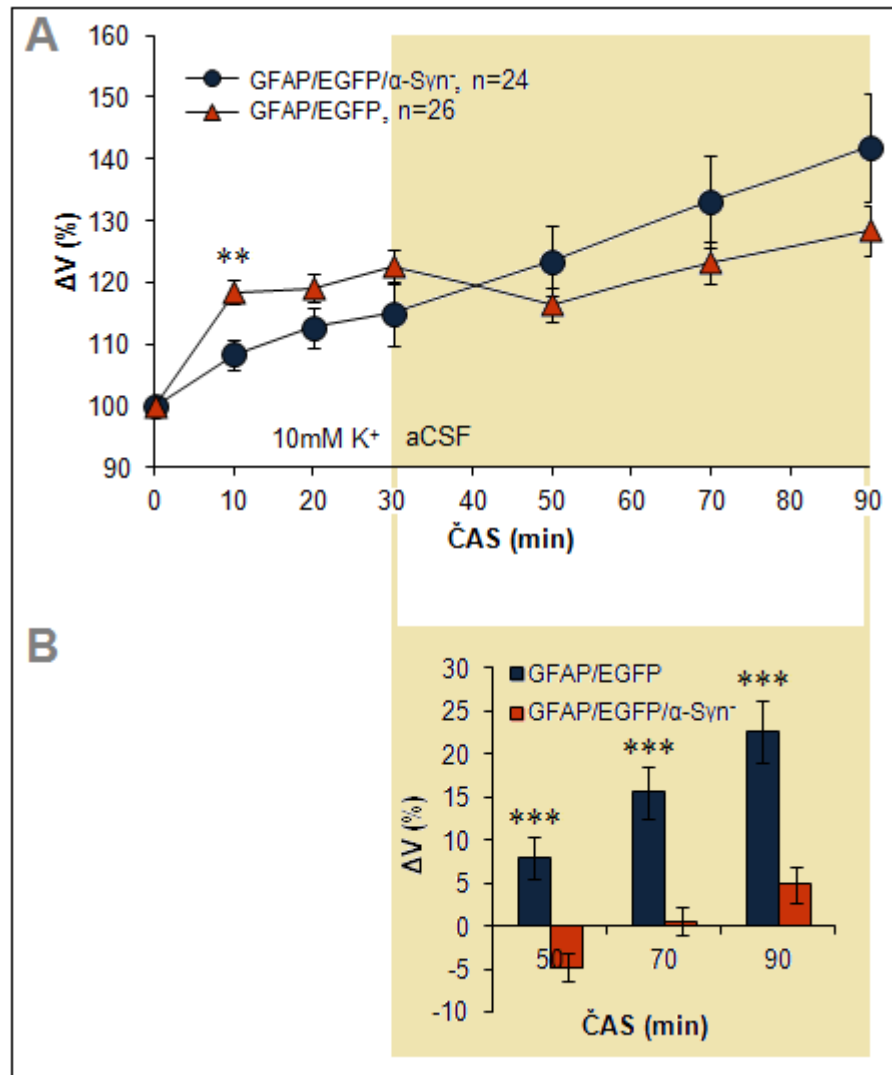 A
160
150
140
130
120
110
100
90
ΔV (%)
GFAP/EGFP/α-Syn⁻, n=24
GFAP/EGFP, n=26
**
10mM K⁺ aCSF
0 10 20 30 40 50 60 70 80 90
ČAS (min)
B
30
25
20
15
10
5
0
-5
-10
ΔV (%)
GFAP/EGFP
GFAP/EGFP/α-Syn⁻
***
***
***
50 70 90
ČAS (min)